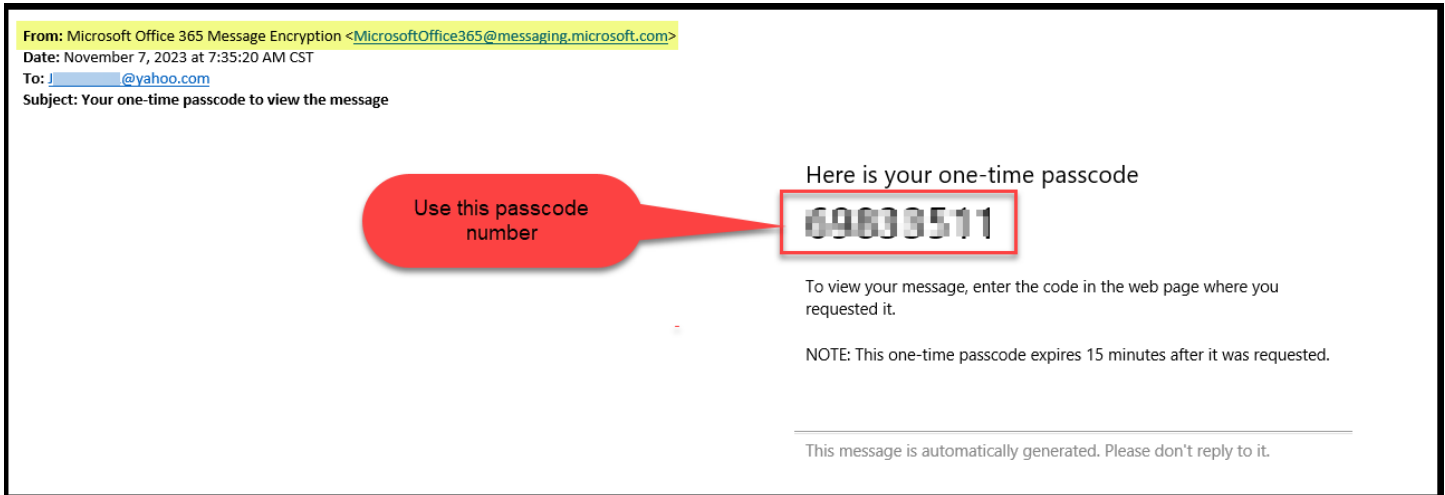 From: Microsoft Office 365 Message Encryption <MicrosoftOffice365@messaging.microsoft.com>
Date: November 7, 2023 at 7:35:20 AM CST
To: J @yahoo.com
Subject: Your one-time passcode to view the message
Here is your one-time passcode
Use this passcode
number
To view your message, enter the code in the web page where you
requested it.
NOTE: This one-time passcode expires 15 minutes after it was requested.
This message is automatically generated. Please don't reply to it.